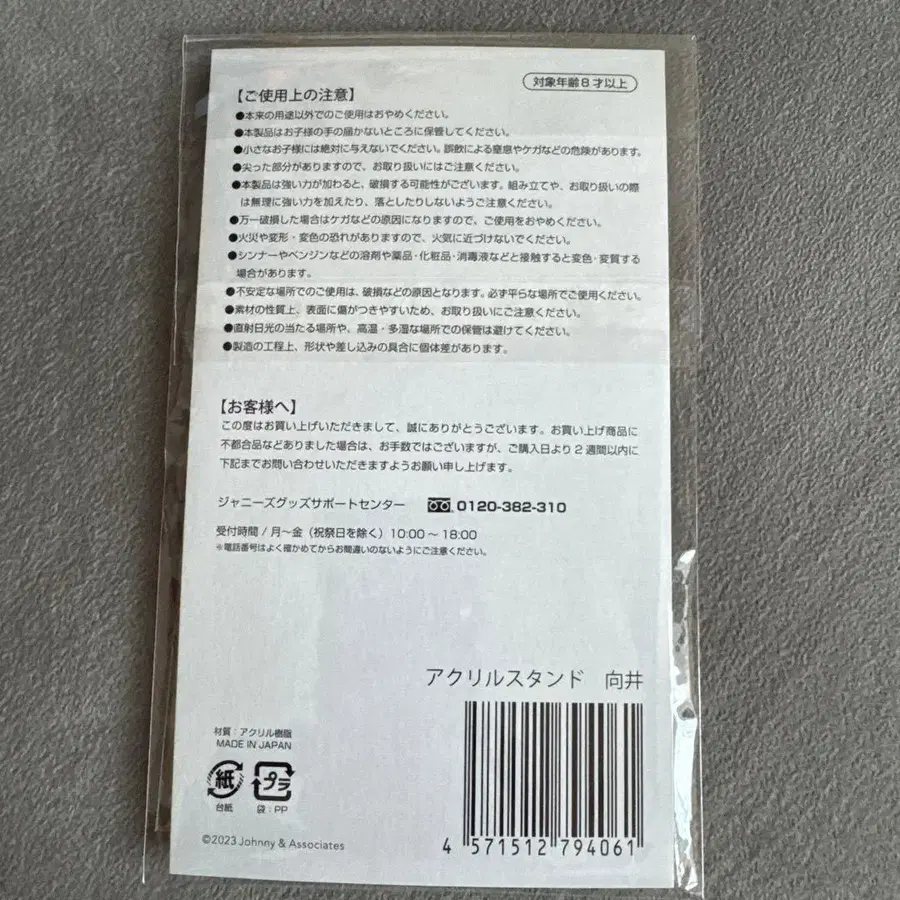 対象年齢8才以上
【ご使用上の注意】
●本来の用途以外でのご使用はおやめください。
●本製品はお子様の手の届かないところに保管してください。
●小さなお子様には絶対に与えないでください。誤飲による窒息やケガなどの危険があります。
●尖った部分がありますので、お取り扱いにはご注意ください。
●本製品は強い力が加わると、破損する可能性がございます。組み立てや、お取り扱いの際
は無理に強い力を加えたり、落としたりしないようご注意ください。
●万一破損した場合はケガなどの原因になりますので、ご使用をおやめください。
●火災や変形・変色の恐れがありますので、火気に近づけないでください。
●シンナーやベンジンなどの溶剤や薬品・化粧品・消毒液などと接触すると変色・変質する
場合があります。
●不安定な場所でのご使用は、破損などの原因となります。必ず平らな場所でご使用ください。
●素材の性質上、表面に傷がつきやすいため、お取り扱いにご注意ください。
●直射日光の当たる場所や、高温・多湿な場所での保管は避けてください。
●製造の工程上、形状や差し込みの具合に個体差があります。
【お客様へ】
この度はお買い上げいただきまして、誠にありがとうございます。お買い上げ商品に
不都合品などありました場合は、お手数ではございますが、ご購入日より2週間以内に
下記までお問い合わせいただきますようお願い申し上げます。
ジャニーズグッズサポートセンター 0120-382-310
受付時間 / 月～金（祝祭日を除く）10:00～18:00
※電話番号はよく確かめてからお間違いのないようにご注意ください。
アクリルスタンド 向井
材質：アクリル樹脂
MADE IN JAPAN
紙 プラ
台紙 袋：PP
©2023 Johnny & Associates
4 571512 794061